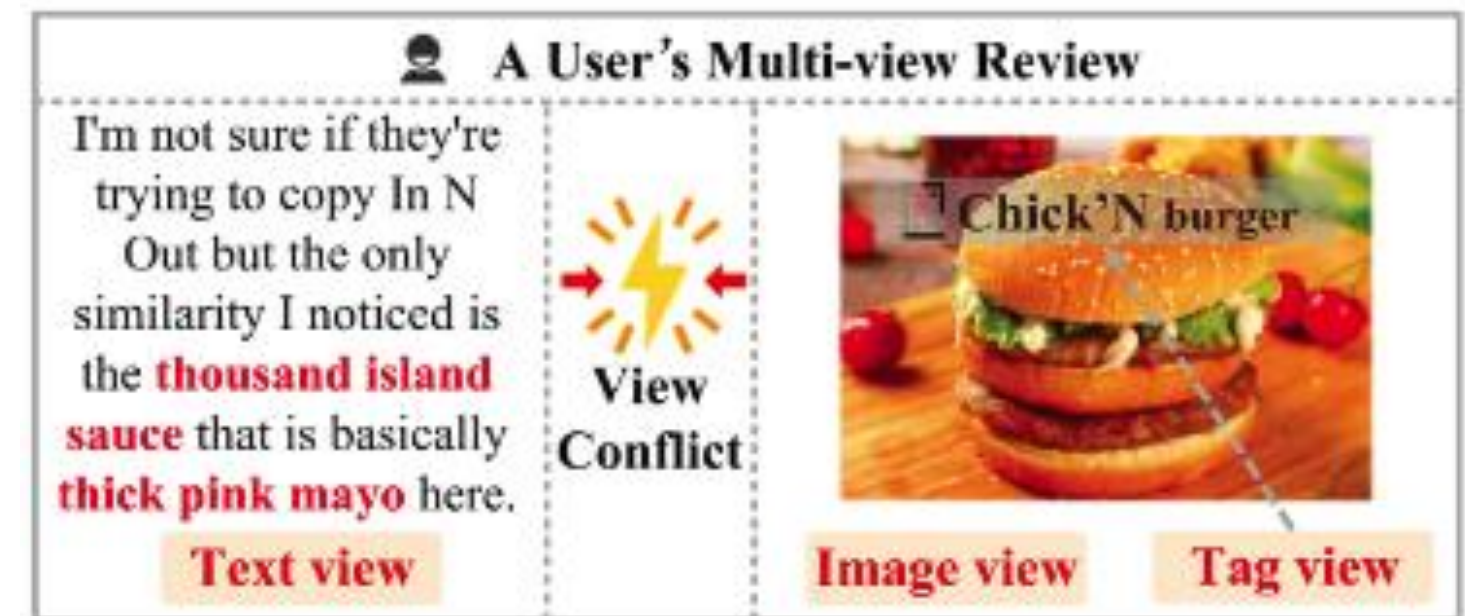 A User's Multi-view Review
I'm not sure if they're
trying to copy In N
Out but the only
similarity I noticed is
the thousand island
sauce that is basically
thick pink mayo here.
Text view
View
Conflict
Chick'N burger
Image view
Tag view